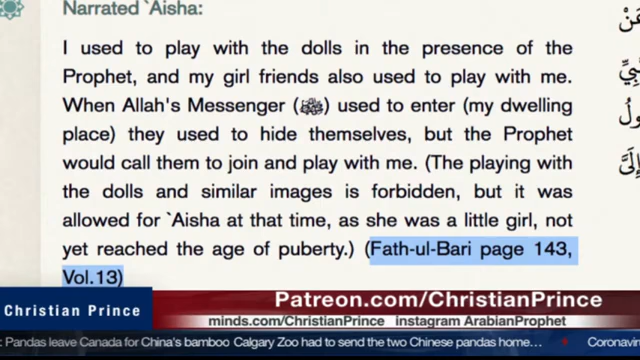 Narrated `Aisha:
I used to play with the dolls in the presence of the
Prophet, and my girl friends also used to play with me.
When Allah's Messenger (ﷺ) used to enter (my dwelling
place) they used to hide themselves, but the Prophet
would call them to join and play with me. (The playing with
the dolls and similar images is forbidden, but it was
allowed for `Aisha at that time, as she was a little girl, not
yet reached the age of puberty.) (Fath-ul-Bari page 143,
Vol.13)
Christian Prince
Patreon.com/ChristianPrince
minds.com/ChristianPrince instagram ArabianProphet
: Pandas leave Canada for China's bamboo Calgary Zoo had to send the two Chinese pandas home…